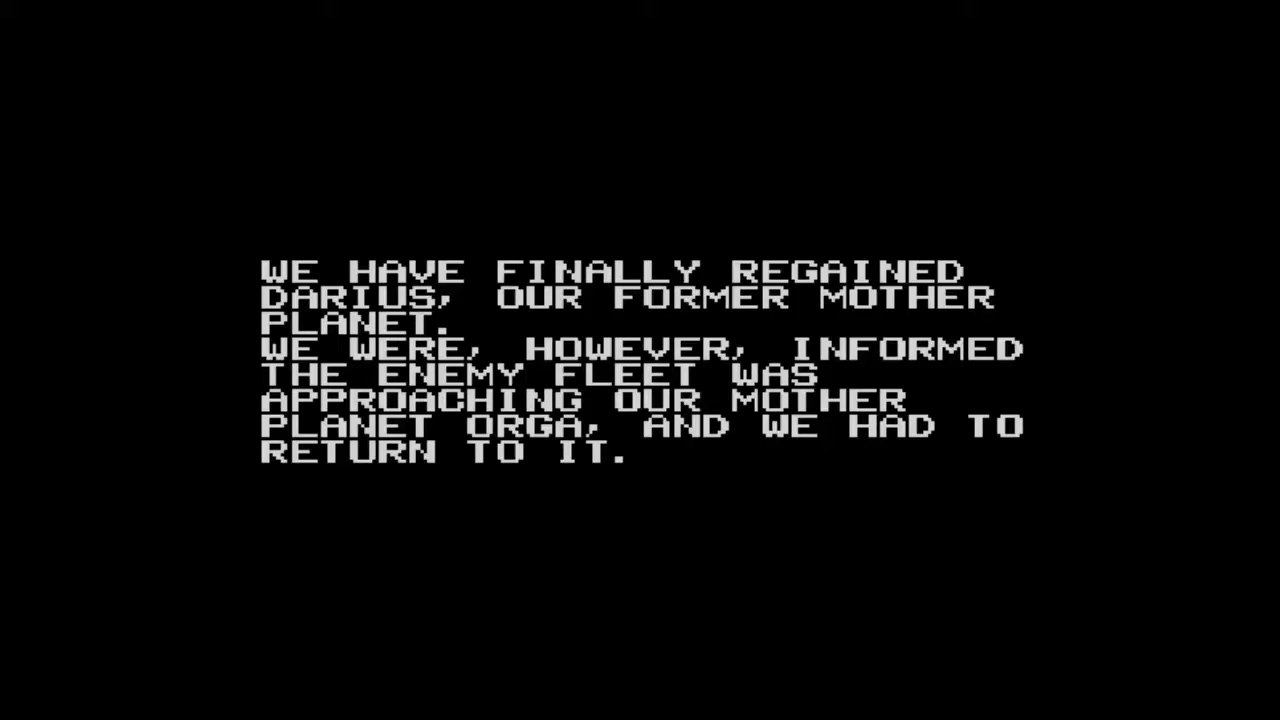 WE HAVE FINALLY REGAINED
DARIUS, OUR FORMER MOTHER
PLANET.
WE WERE, HOWEVER, INFORMED
THE ENEMY FLEET WAS
APPROACHING OUR MOTHER
PLANET ORGA, AND WE HAD TO
RETURN TO IT.